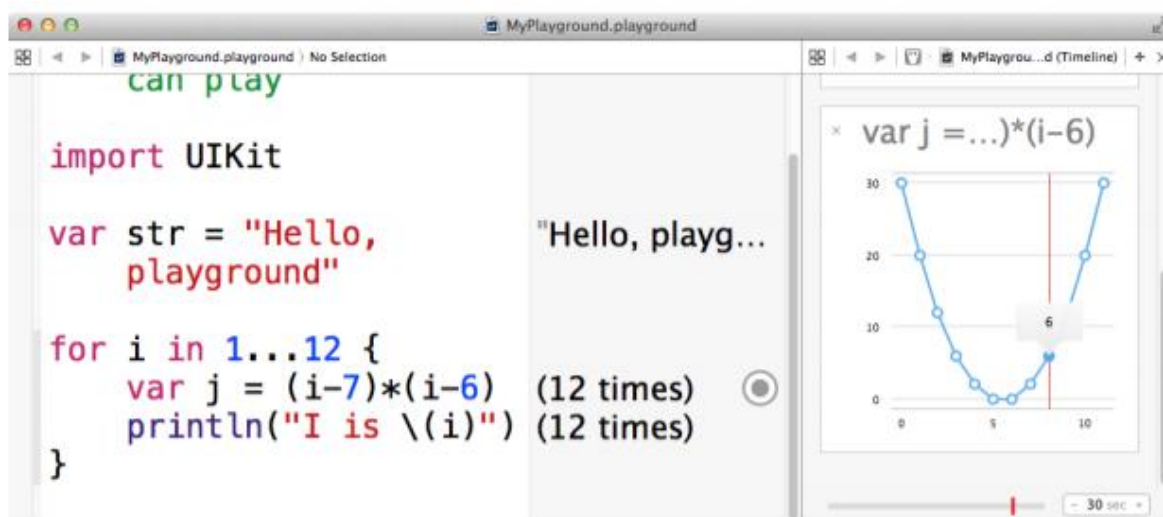 MyPlayground.playground
MyPlayground.playground No Selection
can play
import UIKit
var str = "Hello,
playground"
"Hello, playg...
for i in 1...12 {
var j = (i-7)*(i-6) (12 times)
println("I is \(i)") (12 times)
}
MyPlaygrou...d (Timeline) +
var j =...)*(i-6)
30
20
10
0
6
0 5 10
- 30 sec +